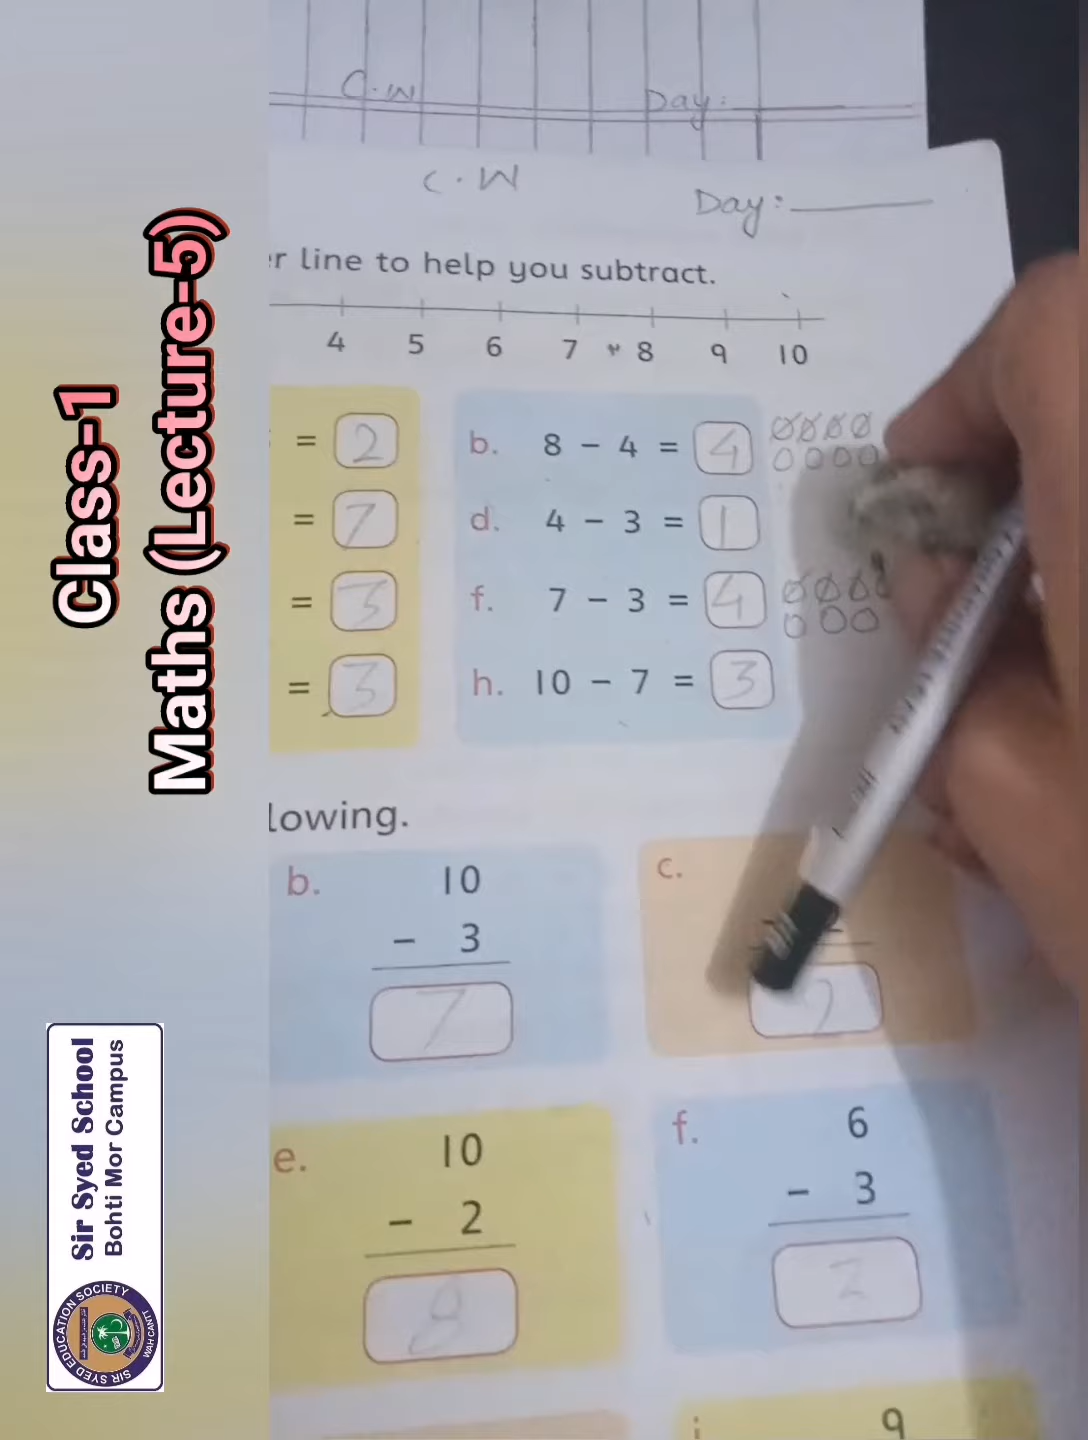 Class-1
Maths (Lecture-5)
Sir Syed School
Bohti Mor Campus
SIR SYED EDUCATION SOCIETY
WAH CANTT
C.W Day:
C.W Day:
r line to help you subtract.
4 5 6 7 8 9 10
= 2 b. 8 - 4 = 4
= 7 d. 4 - 3 = 1
= 3 f. 7 - 3 = 4
= 3 h. 10 - 7 = 3
lowing.
b. 10
- 3
7
c.
e. 10
- 2
8
f. 6
- 3
i 9